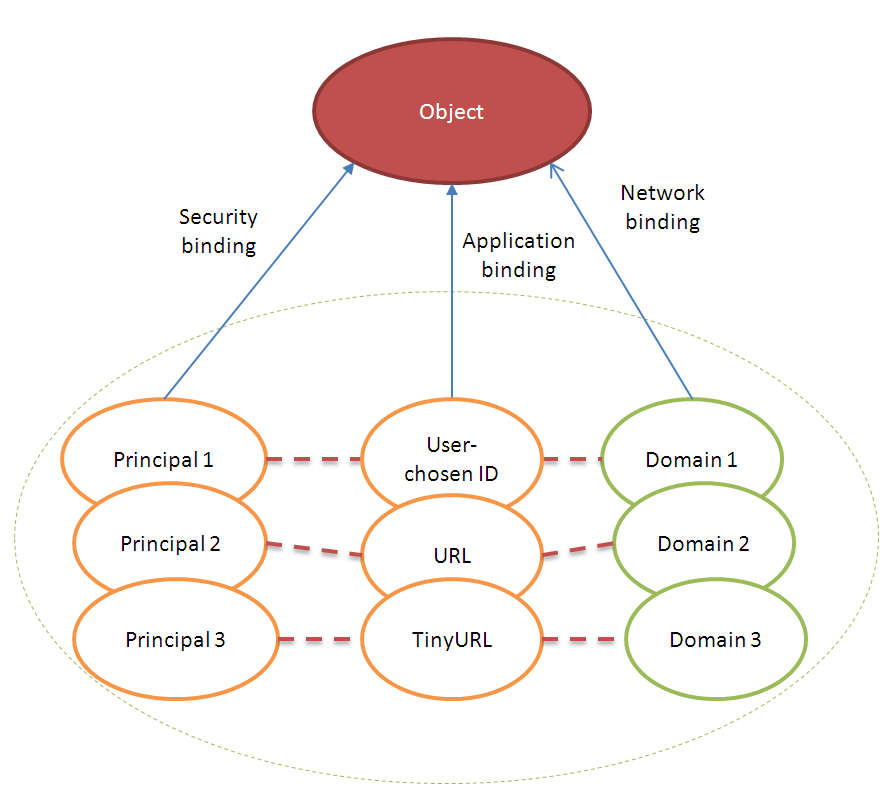 Object
Security
binding
Application
binding
Network
binding
Principal 1
User-
chosen ID
Domain 1
Principal 2
URL
Domain 2
Principal 3
TinyURL
Domain 3